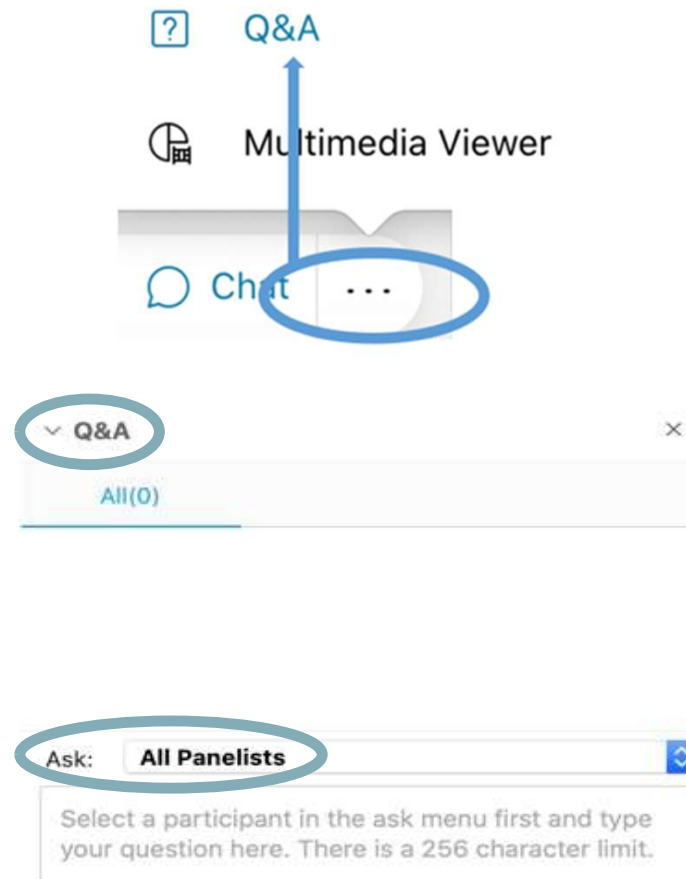 Q&A
Multimedia Viewer
Chat ...
Q&A
All(0)
Ask: All Panelists
Select a participant in the ask menu first and type
your question here. There is a 256 character limit.